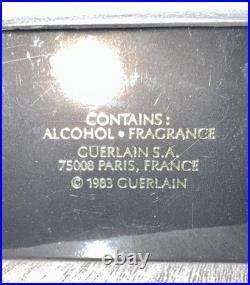 CONTAINS:
ALCOHOL • FRAGRANCE
GUERLAIN S.A.
75008 PARIS, FRANCE
© 1983 GUERLAIN